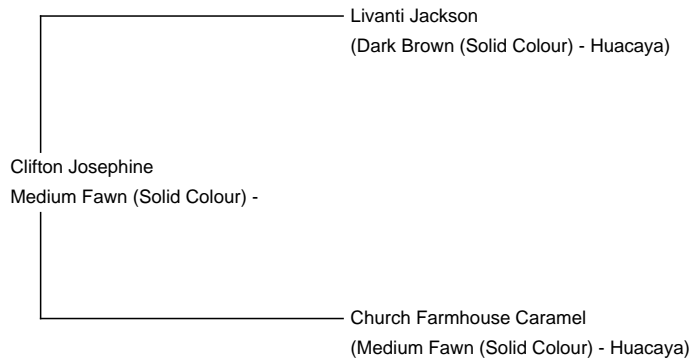 Livanti Jackson
(Dark Brown (Solid Colour) - Huacaya)
Clifton Josephine
Medium Fawn (Solid Colour) -
Church Farmhouse Caramel
(Medium Fawn (Solid Colour) - Huacaya)